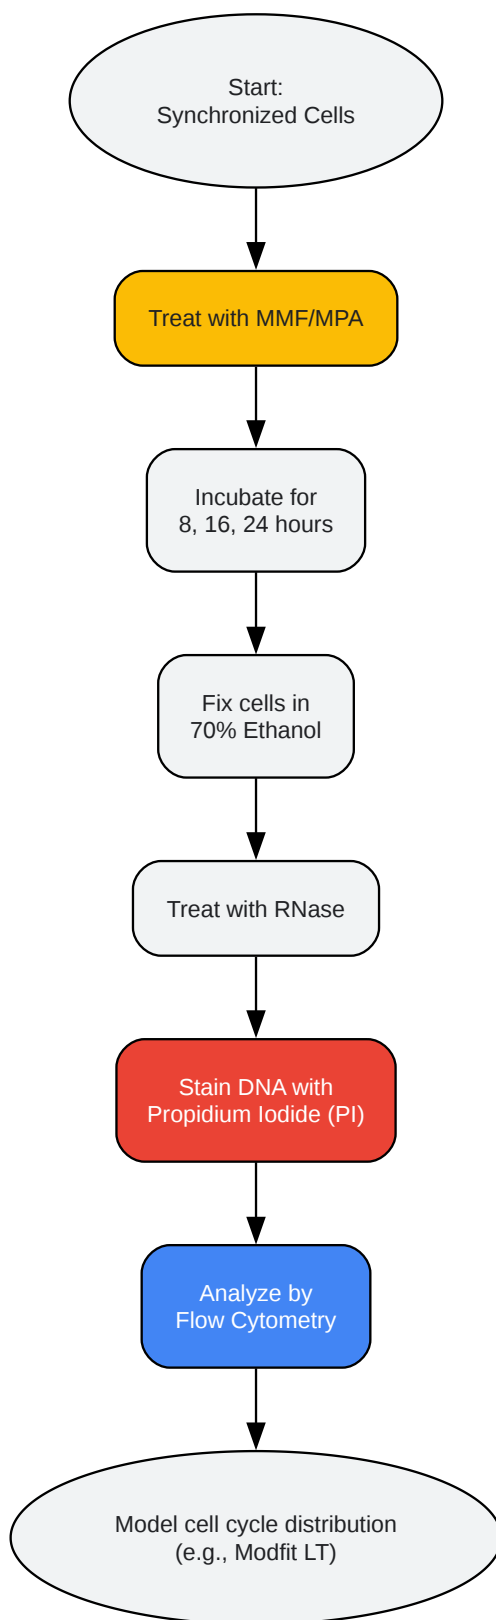 Start:
Synchronized Cells
Treat with MMF/MPA
Incubate for
8, 16, 24 hours
Fix cells in
70% Ethanol
Treat with RNase
Stain DNA with
Propidium Iodide (PI)
Analyze by
Flow Cytometry
Model cell cycle distribution
(e.g., Modfit LT)